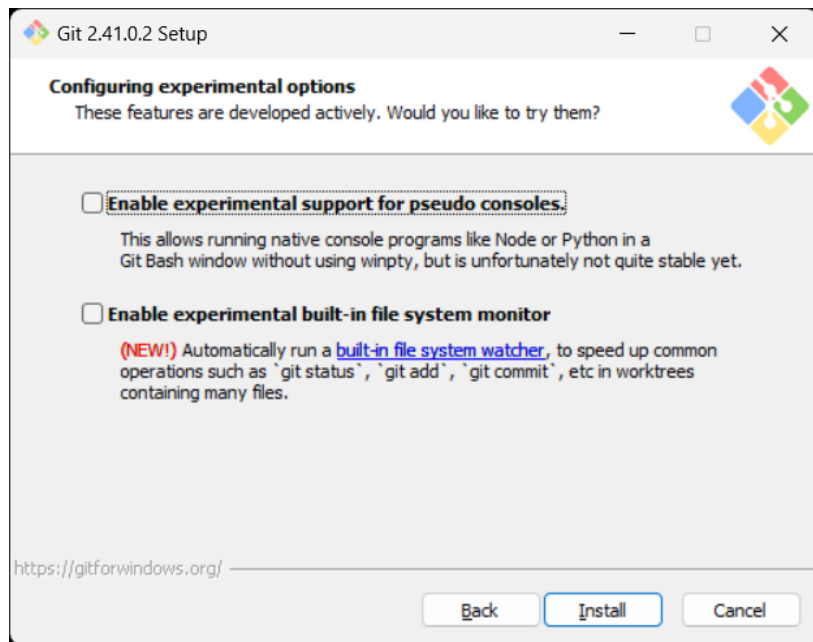 Git 2.41.0.2 Setup
Configuring experimental options
These features are developed actively. Would you like to try them?
Enable experimental support for pseudo consoles.
This allows running native console programs like Node or Python in a
Git Bash window without using winpty, but is unfortunately not quite stable yet.
Enable experimental built-in file system monitor
(NEW!) Automatically run a built-in file system watcher, to speed up common
operations such as `git status`, `git add`, `git commit`, etc in worktrees
containing many files.
https://gitforwindows.org/
Back Install Cancel